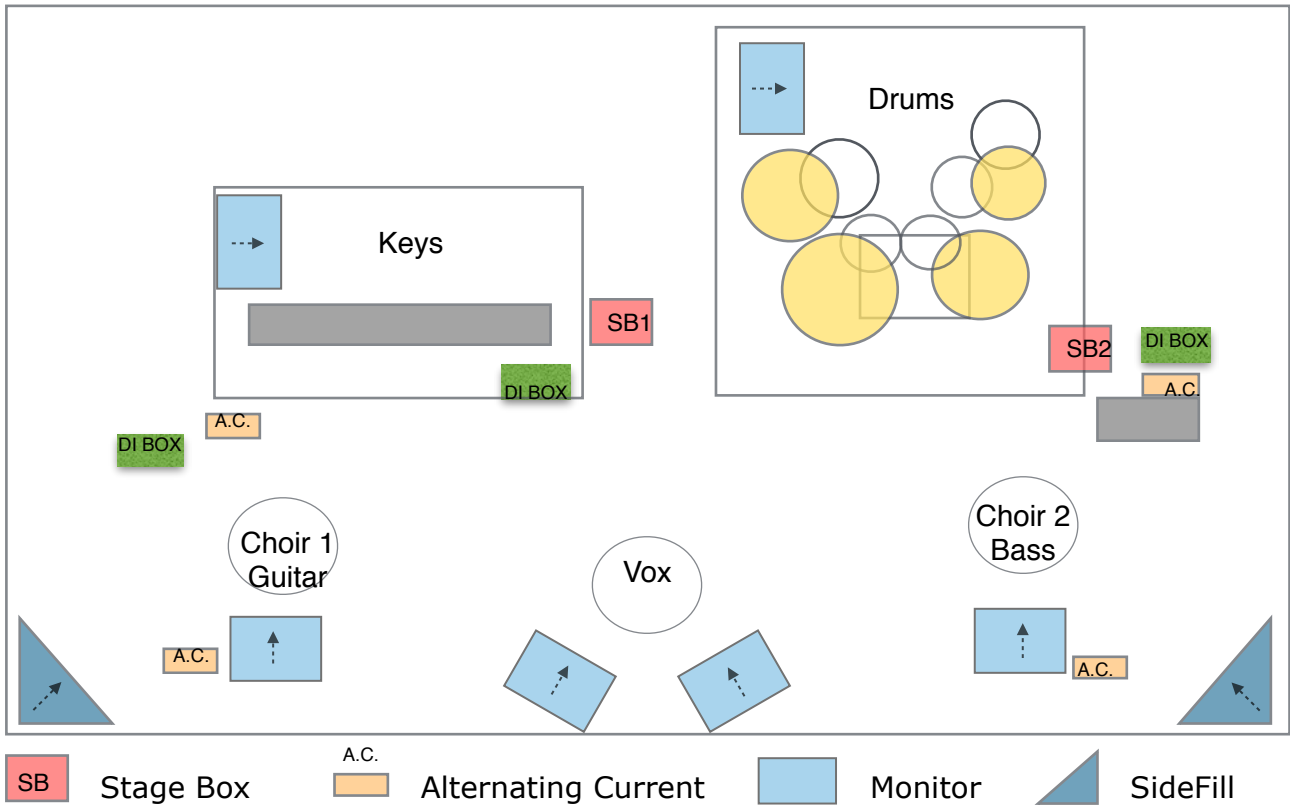 Drums
Keys
SB1
SB2
DI BOX
DI BOX
A.C.
A.C.
DI BOX
Choir 1
Guitar
Vox
Choir 2
Bass
A.C.
A.C.
A.C.
SB
Stage Box
Alternating Current
Monitor
SideFill